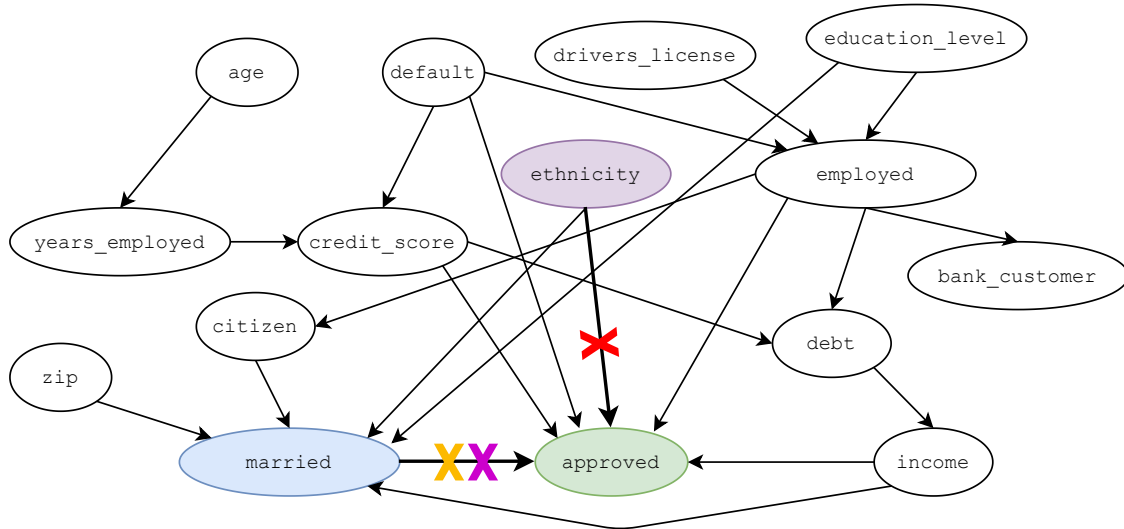 education_level
drivers_license
age
default
ethnicity
employed
years_employed
credit_score
bank_customer
citizen
debt
zip
married
approved
income